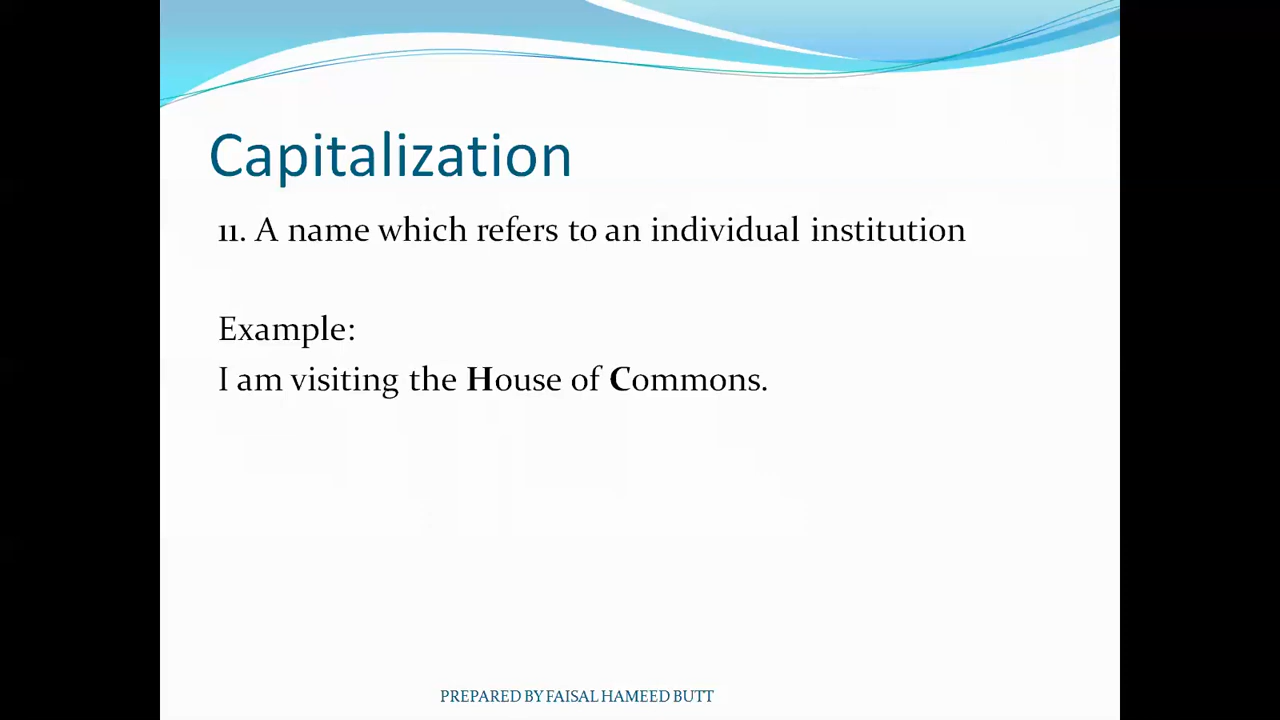 Capitalization
11. A name which refers to an individual institution
Example:
I am visiting the House of Commons.
PREPARED BY FAISAL HAMEED BUTT